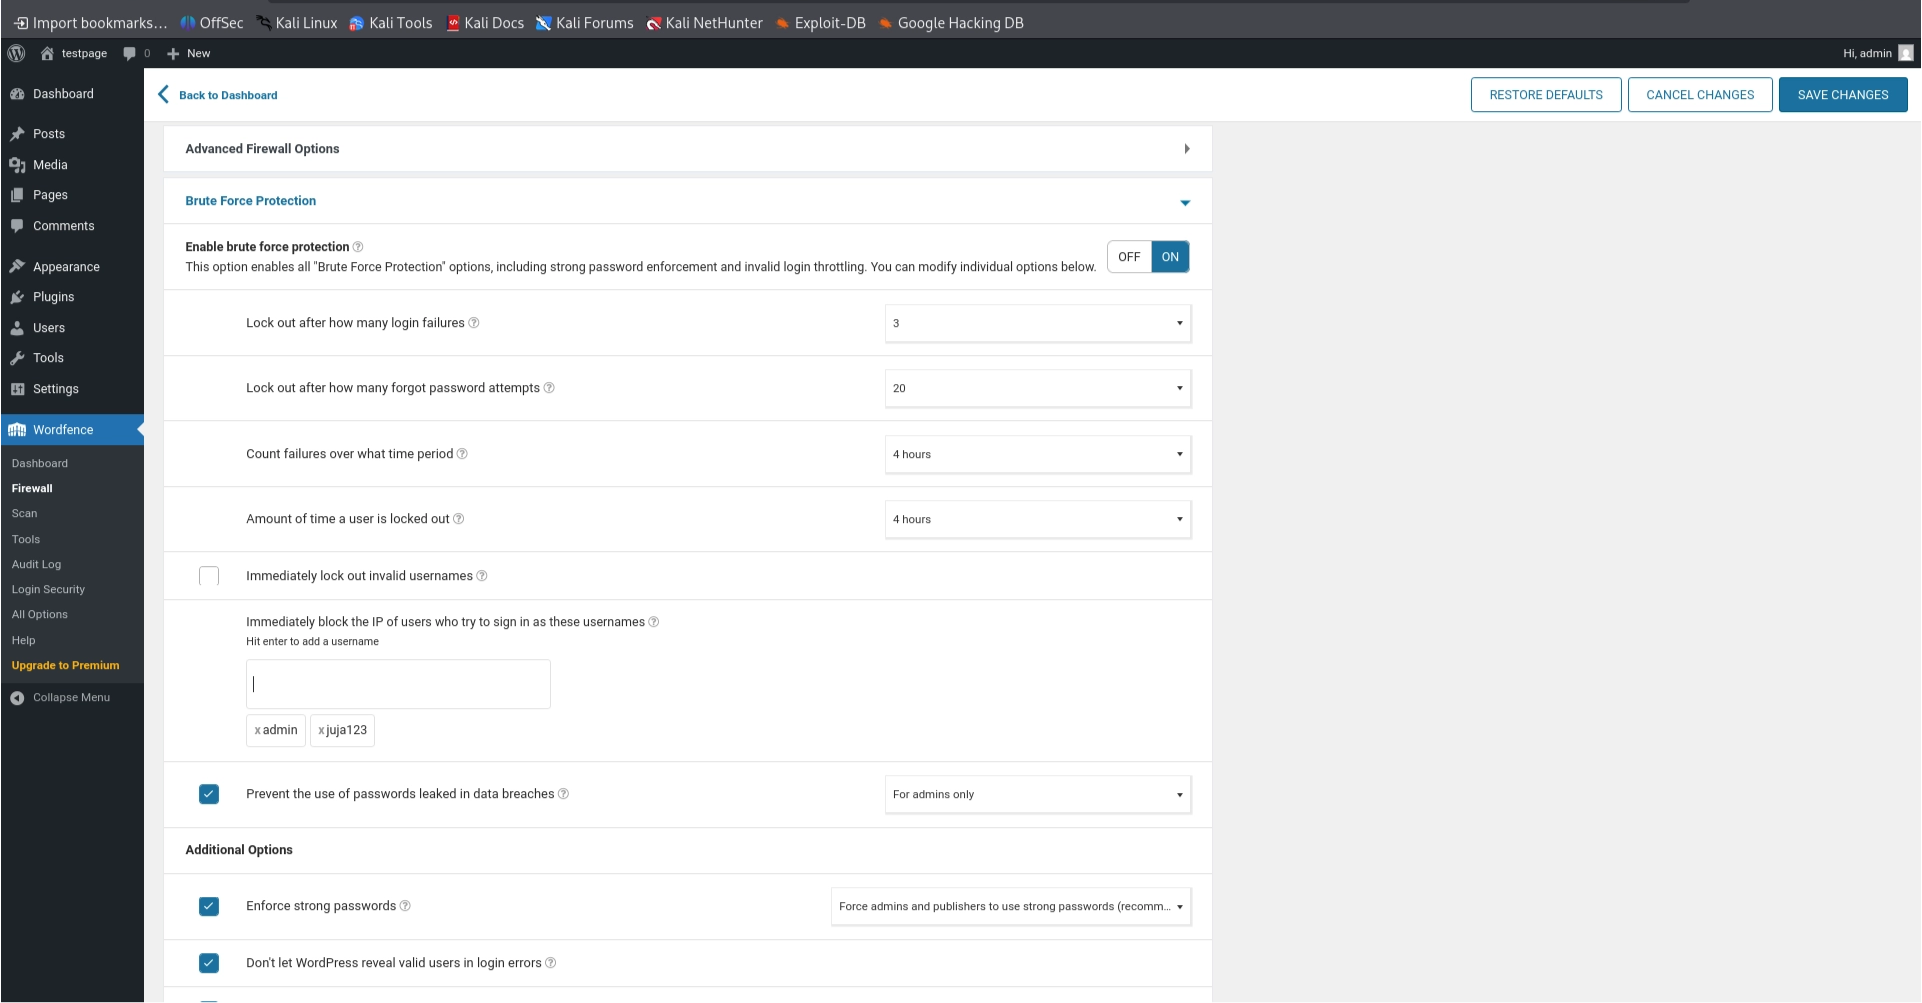 Import bookmarks... OffSec Kali Linux Kali Tools Kali Docs Kali Forums Kali NetHunter Exploit-DB Google Hacking DB
testpage 0 New Hi, admin
Dashboard
Posts
Media
Pages
Comments
Appearance
Plugins
Users
Tools
Settings
Wordfence
Dashboard
Firewall
Scan
Tools
Audit Log
Login Security
All Options
Help
Upgrade to Premium
Collapse Menu
Back to Dashboard RESTORE DEFAULTS CANCEL CHANGES SAVE CHANGES
Advanced Firewall Options
Brute Force Protection
Enable brute force protection
This option enables all "Brute Force Protection" options, including strong password enforcement and invalid login throttling. You can modify individual options below. OFF ON
Lock out after how many login failures 3
Lock out after how many forgot password attempts 20
Count failures over what time period 4 hours
Amount of time a user is locked out 4 hours
Immediately lock out invalid usernames
Immediately block the IP of users who try to sign in as these usernames
Hit enter to add a username
x admin x juja123
Prevent the use of passwords leaked in data breaches For admins only
Additional Options
Enforce strong passwords Force admins and publishers to use strong passwords (recomm...
Don't let WordPress reveal valid users in login errors